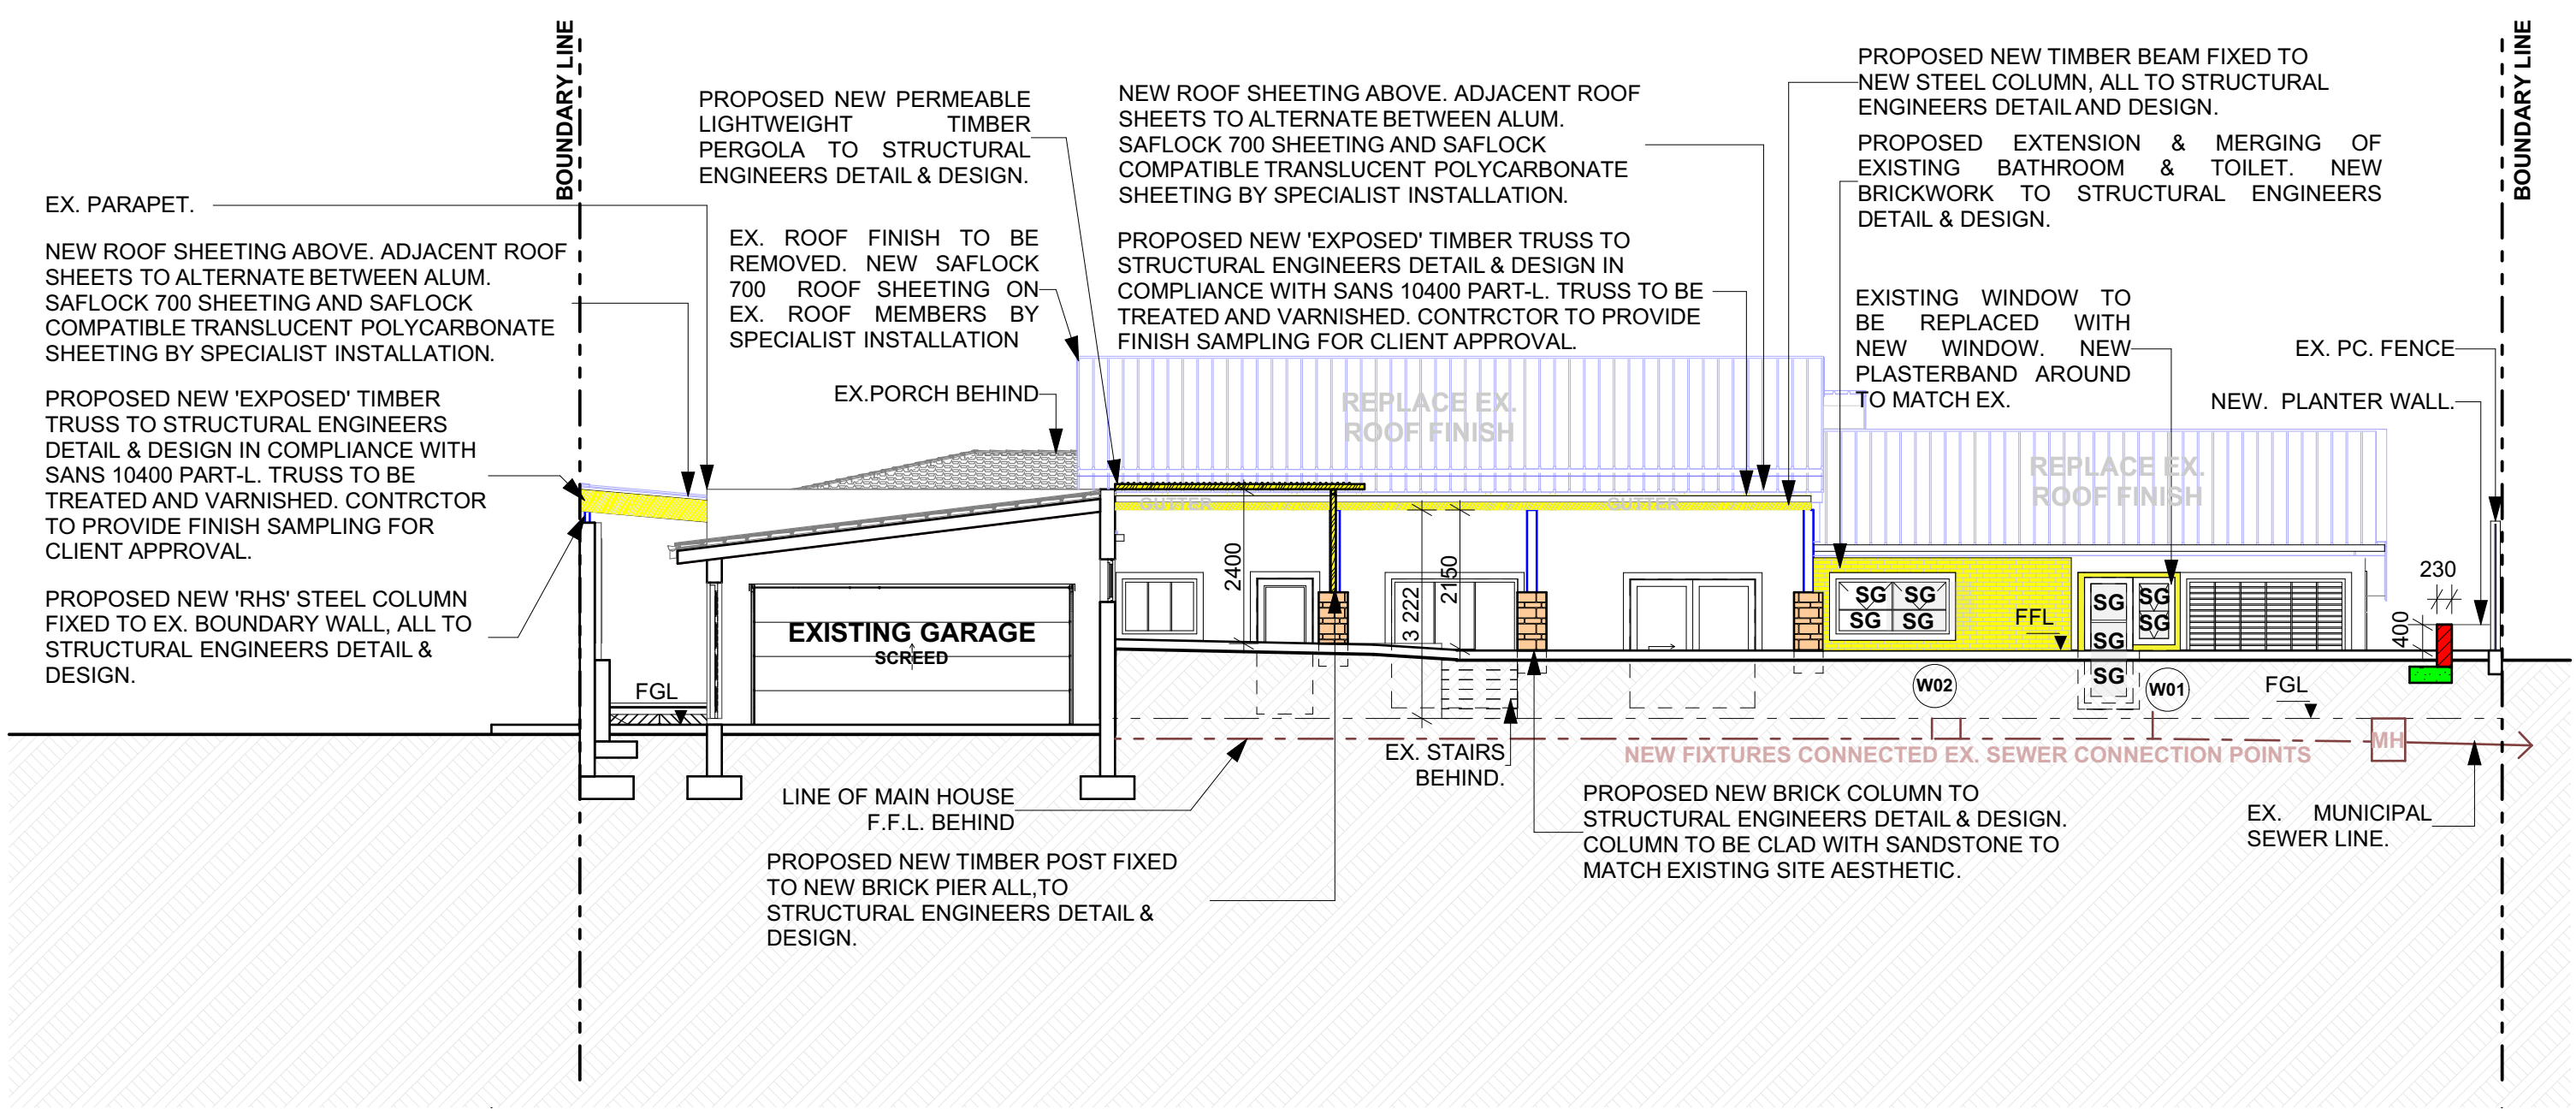 BOUNDARY LINE
EX. PARAPET.
NEW ROOF SHEETING ABOVE. ADJACENT ROOF
SHEETS TO ALTERNATE BETWEEN ALUM.
SAFLOCK 700 SHEETING AND SAFLOCK
COMPATIBLE TRANSLUCENT POLYCARBONATE
SHEETING BY SPECIALIST INSTALLATION.
PROPOSED NEW 'EXPOSED' TIMBER
TRUSS TO STRUCTURAL ENGINEERS
DETAIL & DESIGN IN COMPLIANCE WITH
SANS 10400 PART-L. TRUSS TO BE
TREATED AND VARNISHED. CONTRCTOR
TO PROVIDE FINISH SAMPLING FOR
CLIENT APPROVAL.
PROPOSED NEW 'RHS' STEEL COLUMN
FIXED TO EX. BOUNDARY WALL, ALL TO
STRUCTURAL ENGINEERS DETAIL &
DESIGN.
PROPOSED NEW PERMEABLE
LIGHTWEIGHT TIMBER
PERGOLA TO STRUCTURAL
ENGINEERS DETAIL & DESIGN.
EX. ROOF FINISH TO BE
REMOVED. NEW SAFLOCK
700 ROOF SHEETING ON
EX. ROOF MEMBERS BY
SPECIALIST INSTALLATION
EX.PORCH BEHIND
NEW ROOF SHEETING ABOVE. ADJACENT ROOF
SHEETS TO ALTERNATE BETWEEN ALUM.
SAFLOCK 700 SHEETING AND SAFLOCK
COMPATIBLE TRANSLUCENT POLYCARBONATE
SHEETING BY SPECIALIST INSTALLATION.
PROPOSED NEW 'EXPOSED' TIMBER TRUSS TO
STRUCTURAL ENGINEERS DETAIL & DESIGN IN
COMPLIANCE WITH SANS 10400 PART-L. TRUSS TO BE
TREATED AND VARNISHED. CONTRCTOR TO PROVIDE
FINISH SAMPLING FOR CLIENT APPROVAL.
PROPOSED NEW TIMBER BEAM FIXED TO
NEW STEEL COLUMN, ALL TO STRUCTURAL
ENGINEERS DETAIL AND DESIGN.
PROPOSED EXTENSION & MERGING OF
EXISTING BATHROOM & TOILET. NEW
BRICKWORK TO STRUCTURAL ENGINEERS
DETAIL & DESIGN.
EXISTING WINDOW TO
BE REPLACED WITH
NEW WINDOW. NEW
PLASTERBAND AROUND
TO MATCH EX.
BOUNDARY LINE
EX. PC. FENCE
NEW. PLANTER WALL.
REPLACE EX.
ROOF FINISH
REPLACE EX.
ROOF FINISH
GUTTER
GUTTER
2400
3 222
2150
230
400
EXISTING GARAGE
SCREED
FGL
SG SG
SG SG
FFL
SG
SG
SG
SG
SG
W02
W01
FGL
MH
NEW FIXTURES CONNECTED EX. SEWER CONNECTION POINTS
EX. STAIRS
BEHIND.
LINE OF MAIN HOUSE
F.F.L. BEHIND
PROPOSED NEW TIMBER POST FIXED
TO NEW BRICK PIER ALL,TO
STRUCTURAL ENGINEERS DETAIL &
DESIGN.
PROPOSED NEW BRICK COLUMN TO
STRUCTURAL ENGINEERS DETAIL & DESIGN.
COLUMN TO BE CLAD WITH SANDSTONE TO
MATCH EXISTING SITE AESTHETIC.
EX. MUNICIPAL
SEWER LINE.